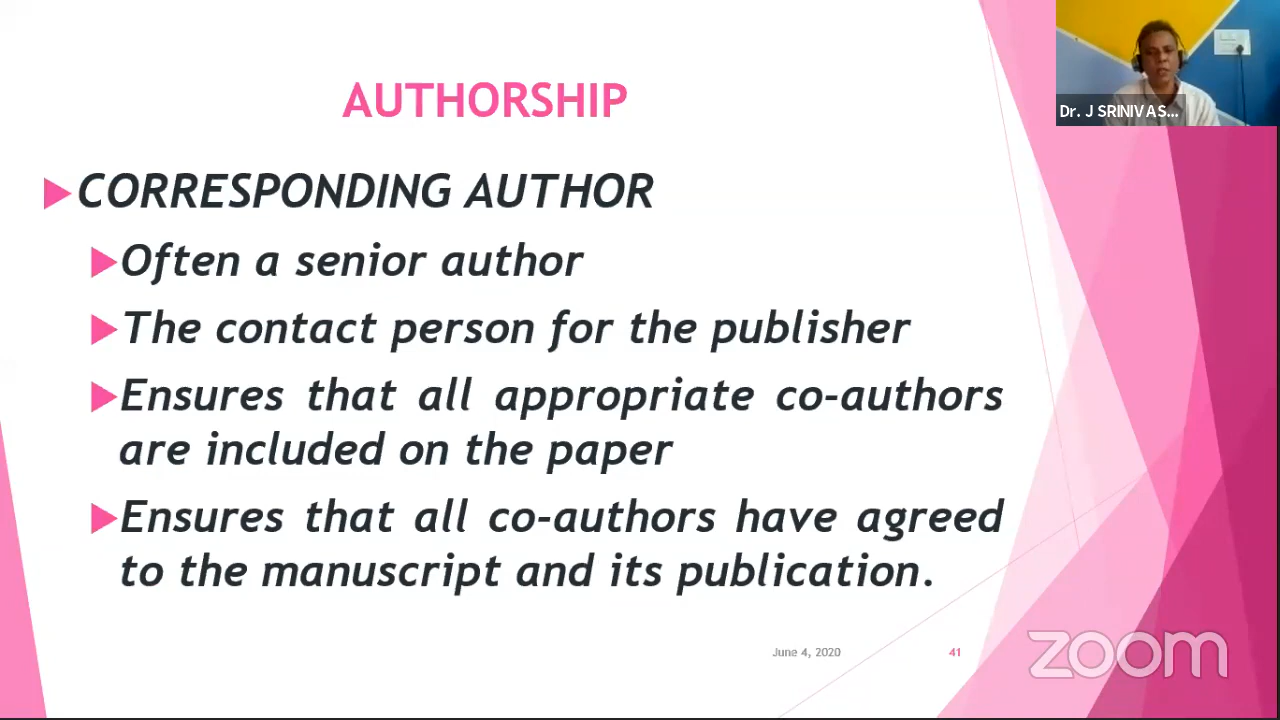 AUTHORSHIP
CORRESPONDING AUTHOR
Often a senior author
The contact person for the publisher
Ensures that all appropriate co-authors
are included on the paper
Ensures that all co-authors have agreed
to the manuscript and its publication.
June 4, 2020
41
Dr. J SRINIVAS...
zoom